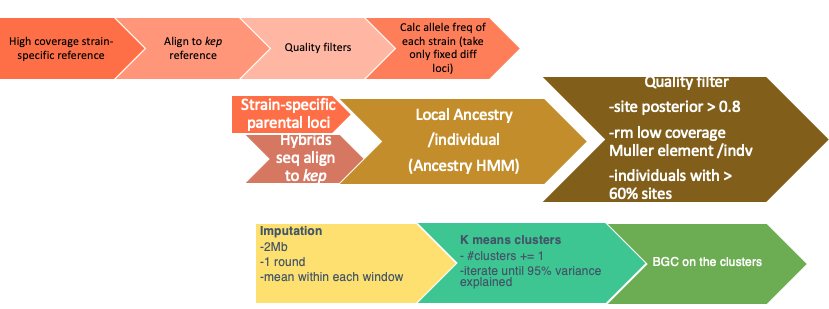 High coverage strain-
specific reference
Align to kep
reference
Quality filters
Calc allele freq of
each strain (take
only fixed diff
loci)
Strain-specific
parental loci
Hybrids
seq align
to kep
Local Ancestry
/individual
(Ancestry HMM)
Quality filter
-site posterior > 0.8
-rm low coverage
Muller element /indv
-individuals with >
60% sites
Imputation
-2Mb
-1 round
-mean within each window
K means clusters
- #clusters += 1
-iterate until 95% variance
explained
BGC on the clusters